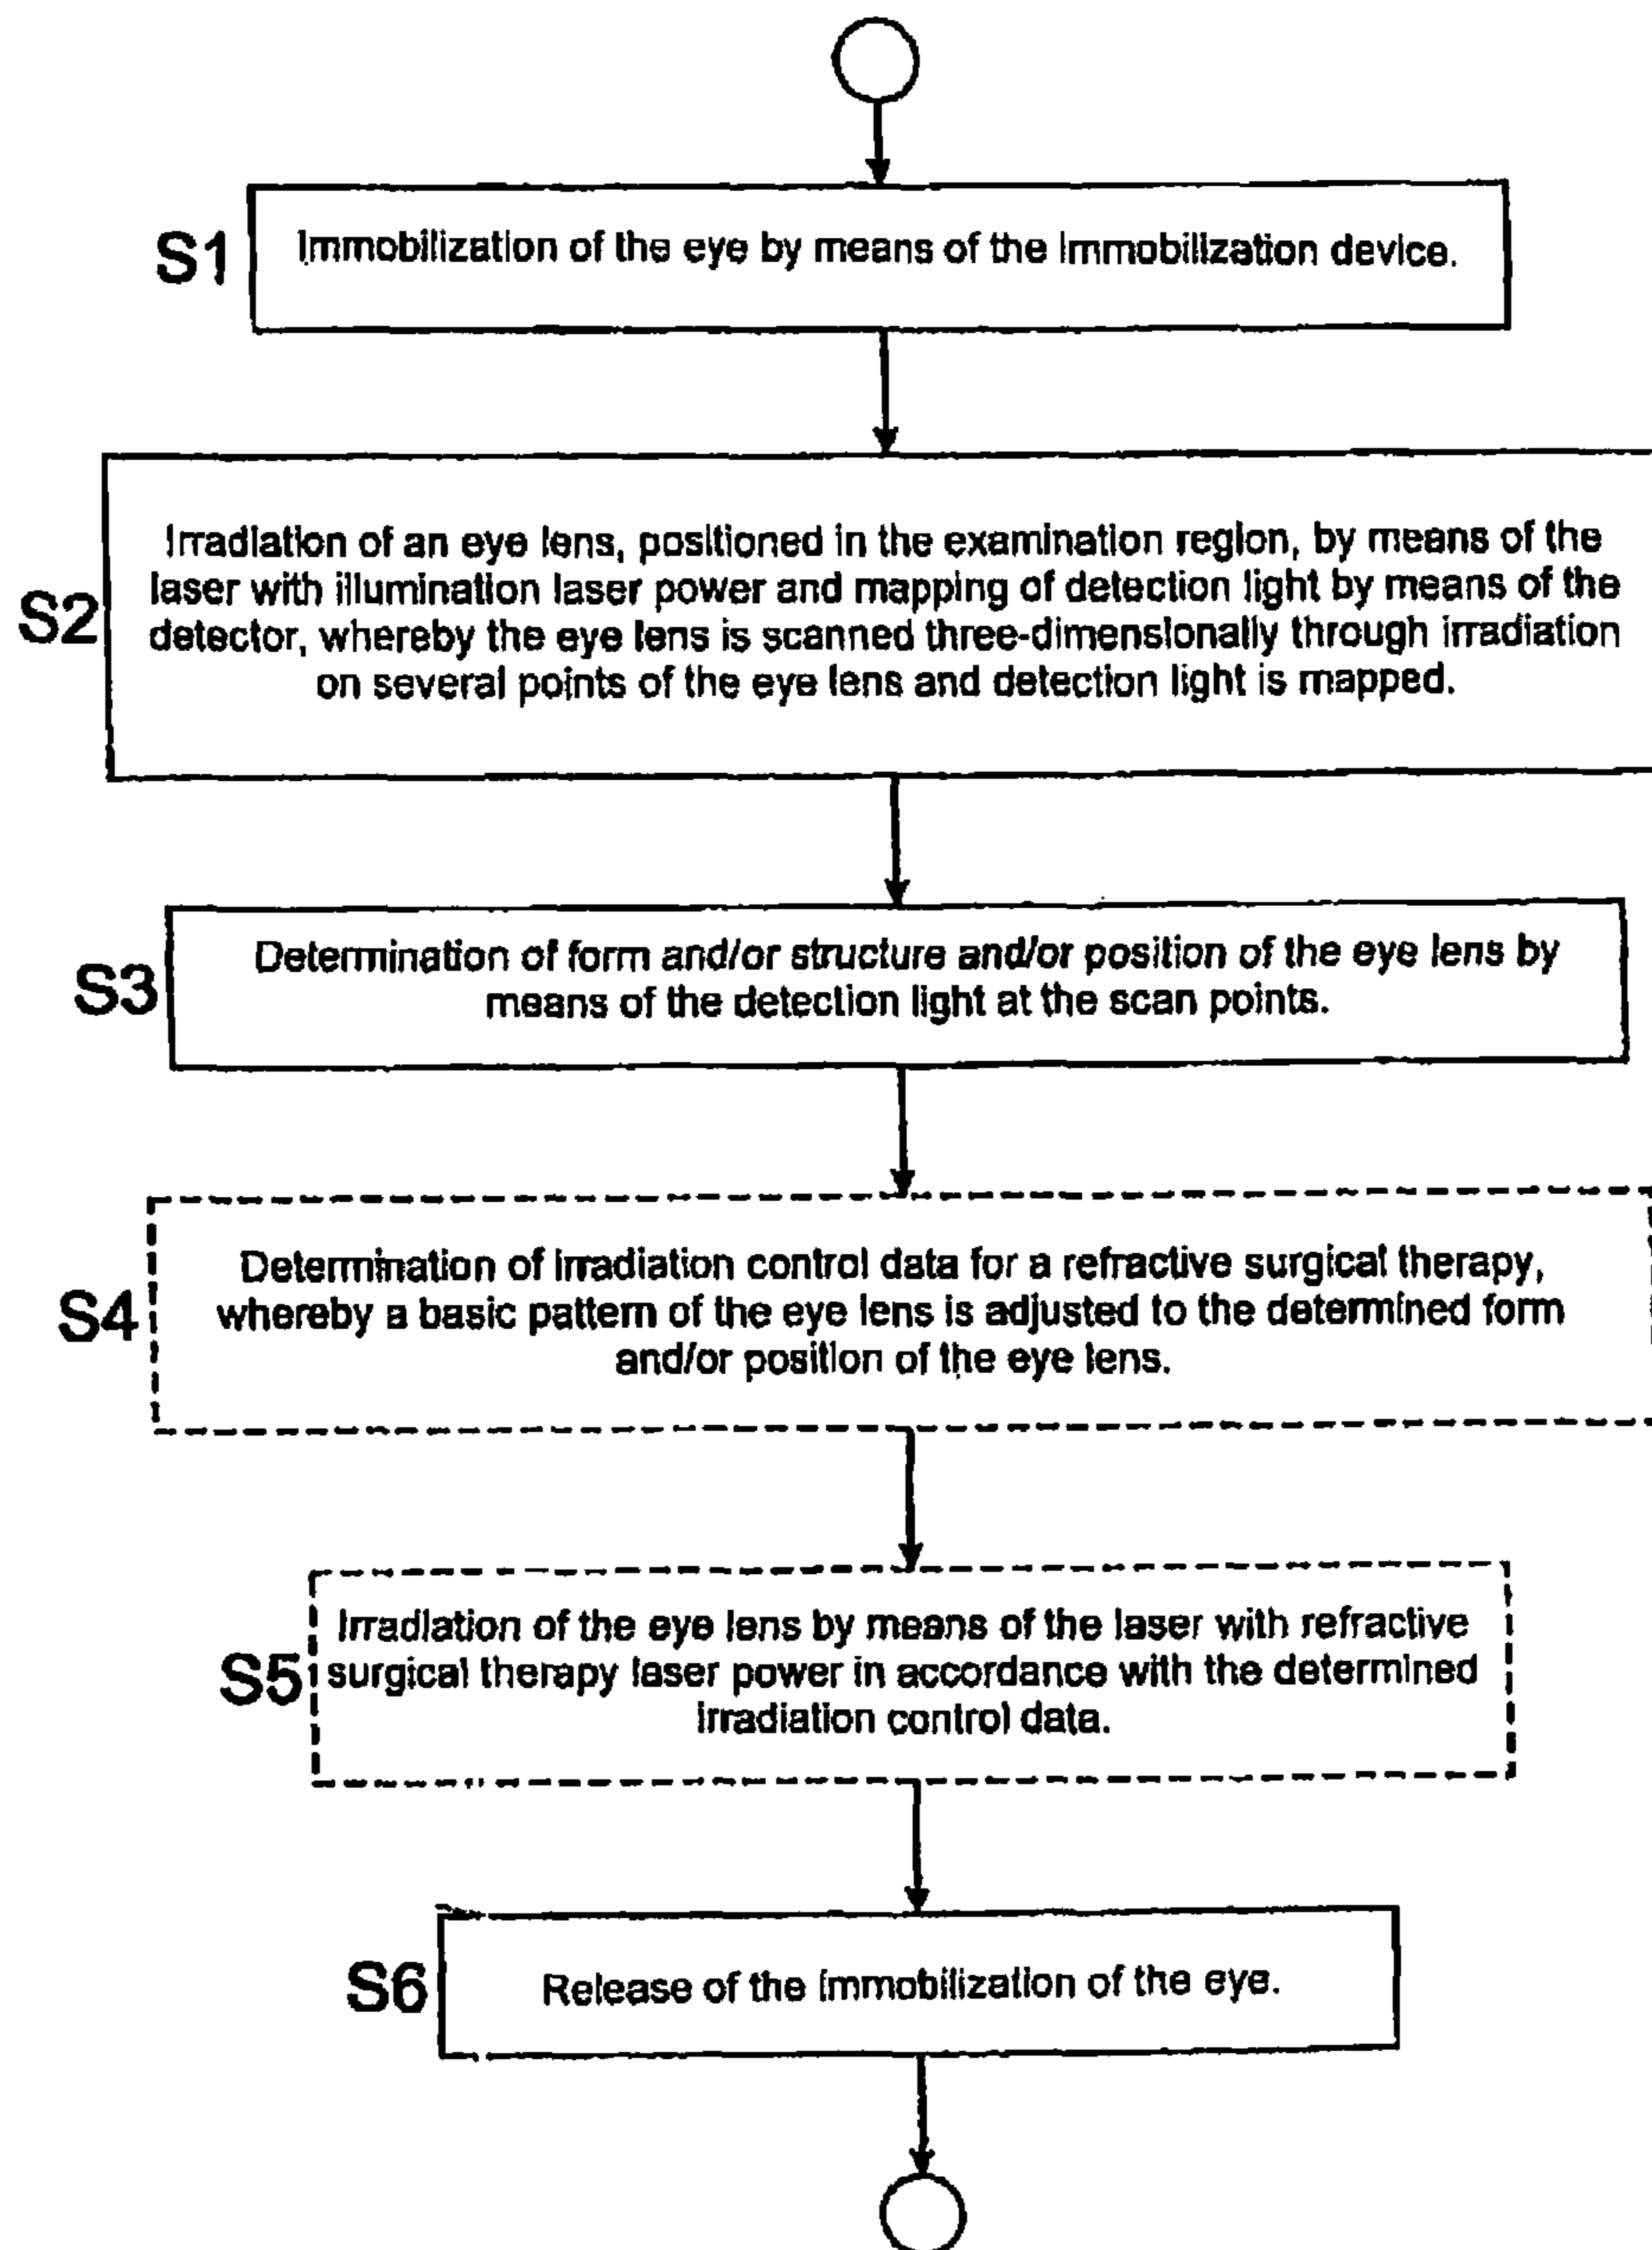 S1
Immobilization of the eye by means of the immobilization device.
S2
Irradiation of an eye lens, positioned in the examination region, by means of the
laser with illumination laser power and mapping of detection light by means of the
detector, whereby the eye lens is scanned three-dimensionally through irradiation
on several points of the eye lens and detection light is mapped.
S3
Determination of form and/or structure and/or position of the eye lens by
means of the detection light at the scan points.
S4
Determination of irradiation control data for a refractive surgical therapy,
whereby a basic pattern of the eye lens is adjusted to the determined form
and/or position of the eye lens.
S5
Irradiation of the eye lens by means of the laser with refractive
surgical therapy laser power in accordance with the determined
irradiation control data.
S6
Release of the immobilization of the eye.